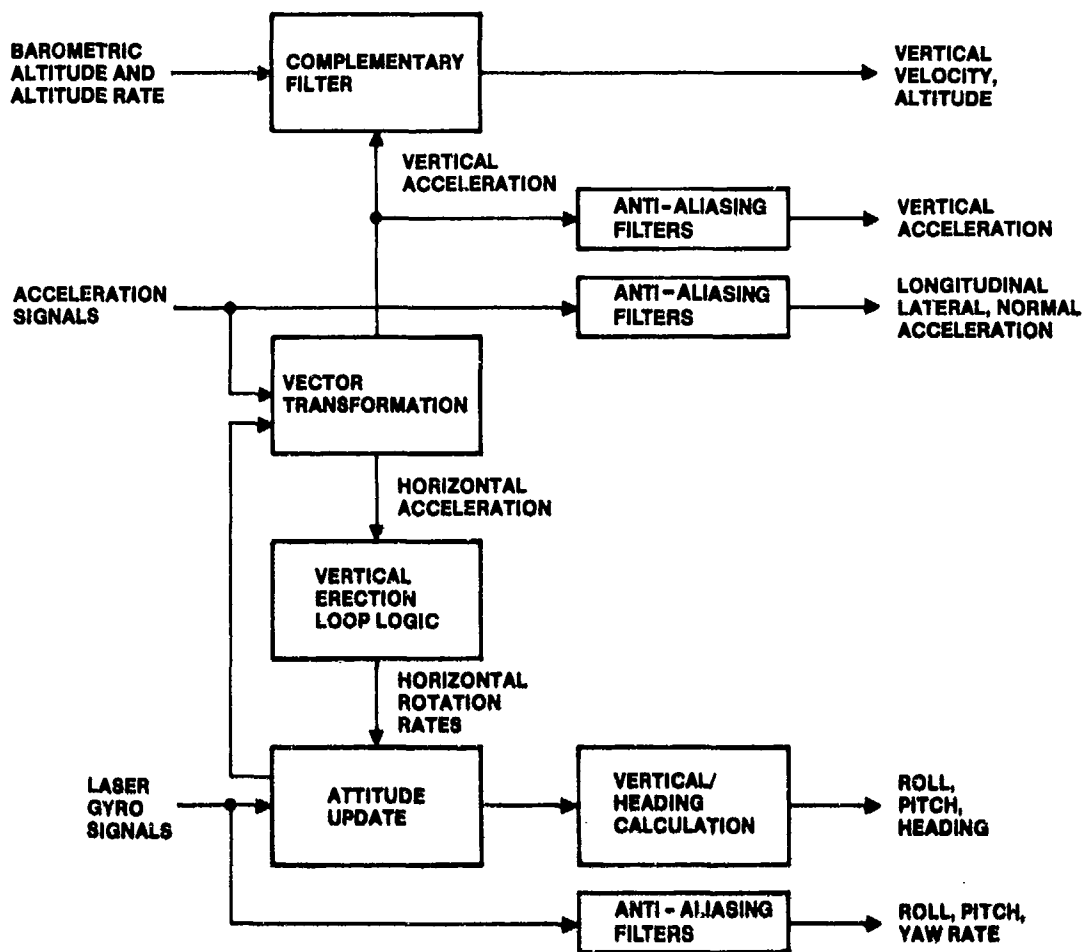 BAROMETRIC
ALTITUDE AND
ALTITUDE RATE
COMPLEMENTARY
FILTER
VERTICAL
VELOCITY,
ALTITUDE
VERTICAL
ACCELERATION
ANTI-ALIASING
FILTERS
VERTICAL
ACCELERATION
ACCELERATION
SIGNALS
ANTI-ALIASING
FILTERS
LONGITUDINAL
LATERAL, NORMAL
ACCELERATION
VECTOR
TRANSFORMATION
HORIZONTAL
ACCELERATION
VERTICAL
ERECTION
LOOP LOGIC
HORIZONTAL
ROTATION
RATES
LASER
GYRO
SIGNALS
ATTITUDE
UPDATE
VERTICAL/
HEADING
CALCULATION
ROLL,
PITCH,
HEADING
ANTI-ALIASING
FILTERS
ROLL, PITCH,
YAW RATE